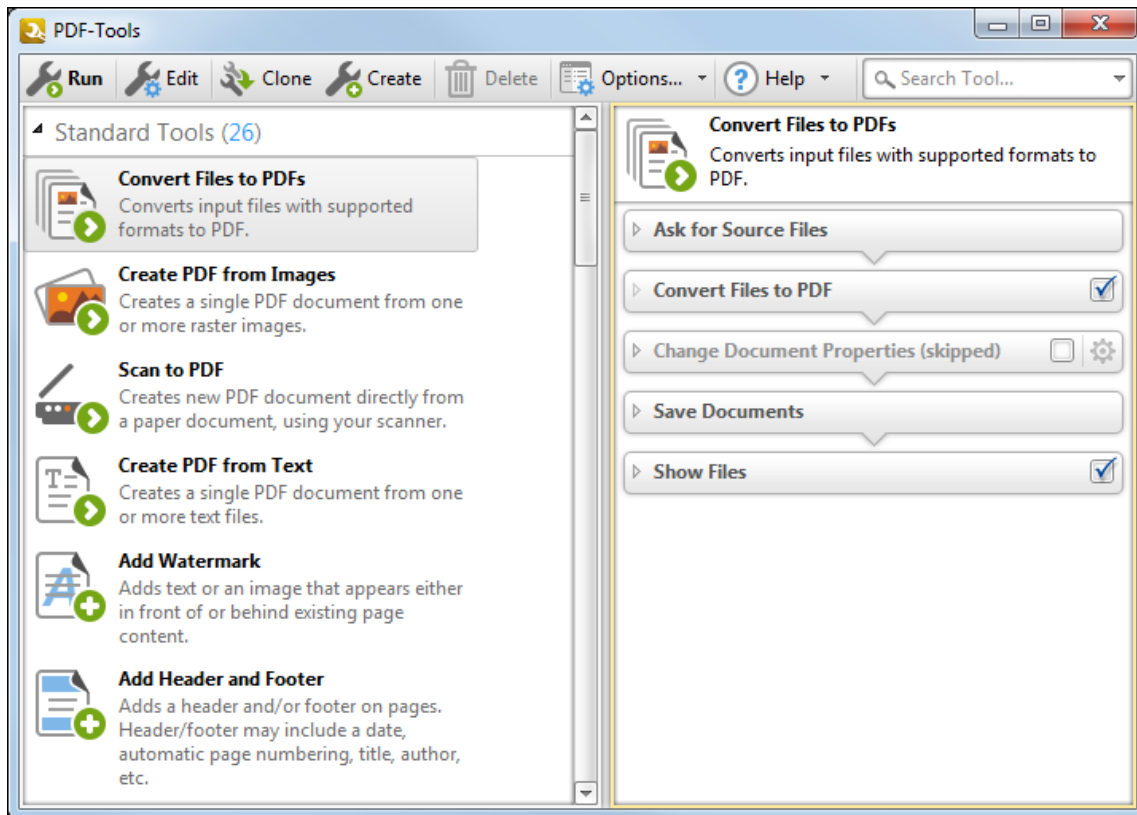 PDF-Tools
Run Edit Clone Create Delete Options... Help Search Tool...
Standard Tools (26)
Convert Files to PDFs
Converts input files with supported
formats to PDF.
Create PDF from Images
Creates a single PDF document from one
or more raster images.
Scan to PDF
Creates new PDF document directly from
a paper document, using your scanner.
Create PDF from Text
Creates a single PDF document from one
or more text files.
Add Watermark
Adds text or an image that appears either
in front of or behind existing page
content.
Add Header and Footer
Adds a header and/or footer on pages.
Header/footer may include a date,
automatic page numbering, title, author,
etc.
Convert Files to PDFs
Converts input files with supported formats to
PDF.
Ask for Source Files
Convert Files to PDF
Change Document Properties (skipped)
Save Documents
Show Files